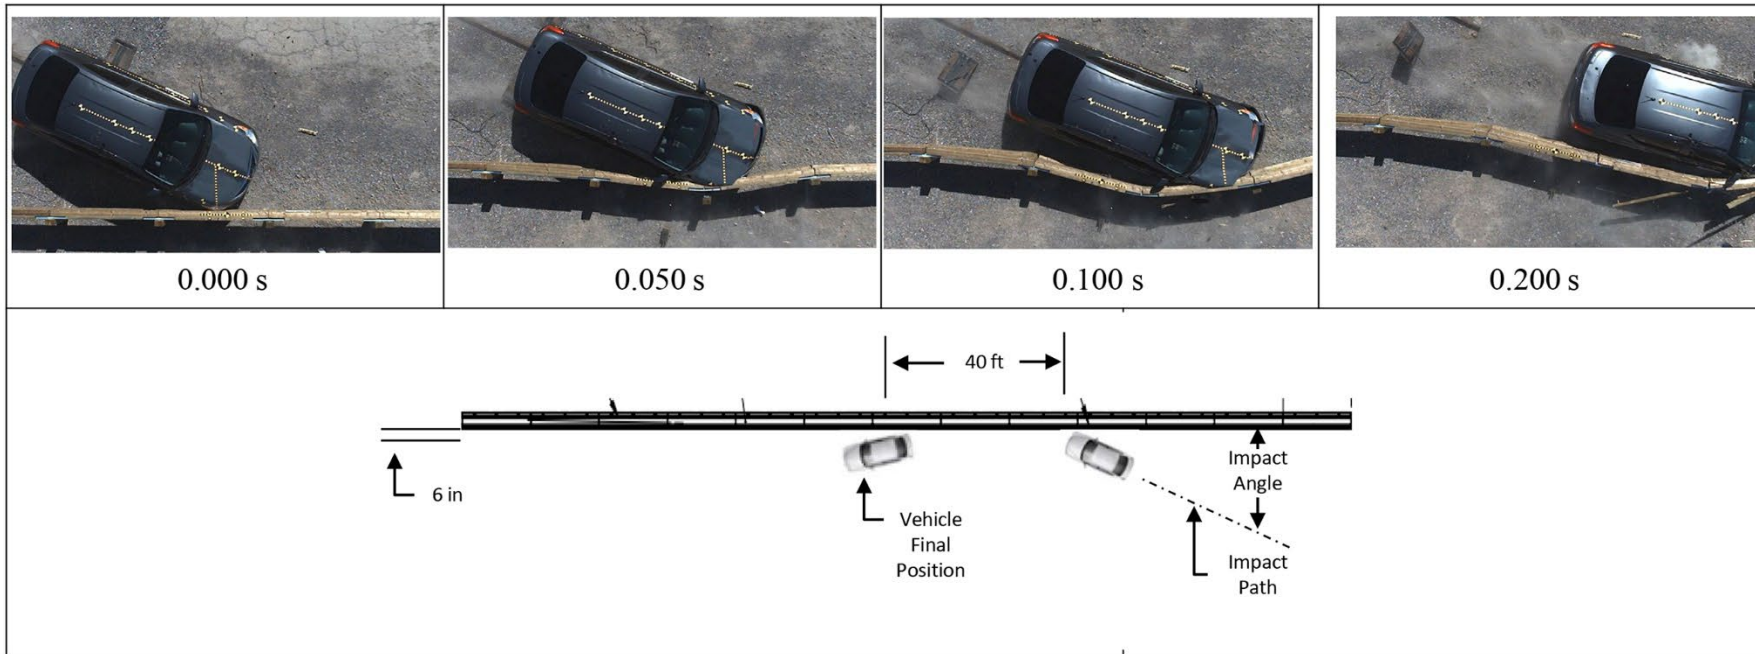 0.000 s
0.050 s
0.100 s
0.200 s
40 ft
6 in
Vehicle
Final
Position
Impact
Angle
Impact
Path